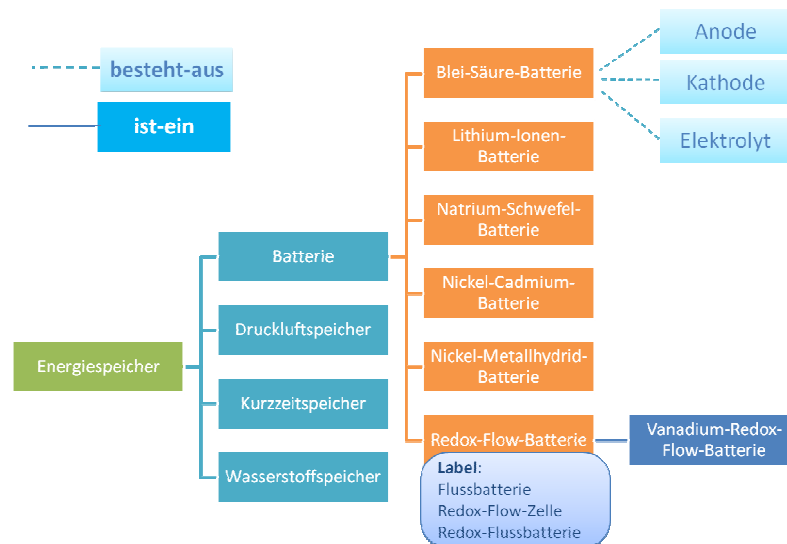 besteht-aus
ist-ein
Energiespeicher
Batterie
Druckluftspeicher
Kurzzeitspeicher
Wasserstoffspeicher
Blei-Säure-Batterie
Lithium-Ionen-
Batterie
Natrium-Schwefel-
Batterie
Nickel-Cadmium-
Batterie
Nickel-Metallhydrid-
Batterie
Redox-Flow-Batterie
Label:
Flussbatterie
Redox-Flow-Zelle
Redox-Flussbatterie
Anode
Kathode
Elektrolyt
Vanadium-Redox-
Flow-Batterie